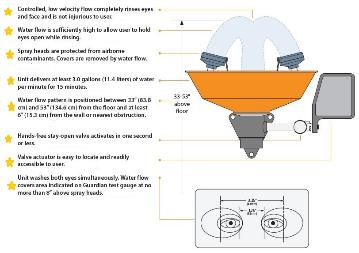 Controlled, low velocity flow completely rinses eyes
and face and is not injurious to user.
Water flow is sufficiently high to allow user to hold
eyes open while rinsing.
Spray heads are protected from airborne
contaminants. Covers are removed by water flow.
Unit delivers at least 3.0 gallons (11.4 liters) of water
per minute for 15 minutes.
Water flow pattern is positioned between 33" (83.8
cm) and 53" (134.6 cm) from the floor and at least
6" (15.3 cm) from the wall or nearest obstruction.
Hands-free stay-open valve activates in one second
or less.
Valve actuator is easy to locate and readily
accessible to user.
Unit washes both eyes simultaneously. Water flow
covers area indicated on Guardian test gauge at no
more than 8" above spray heads.
33-53"
above
floor